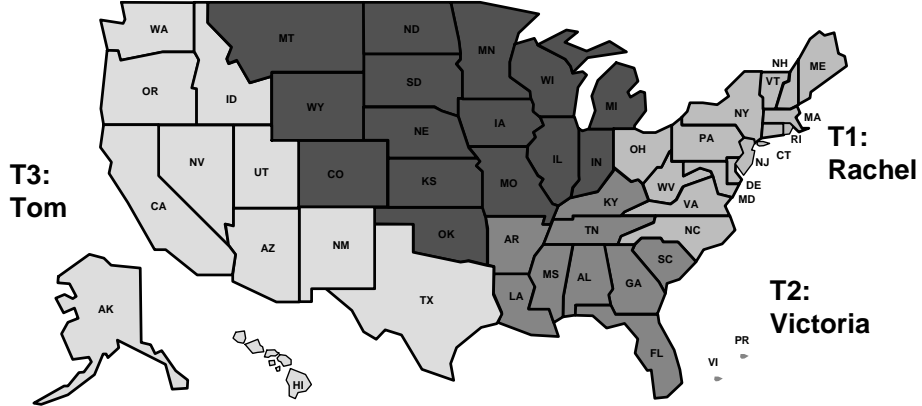 WA
MT
ND
MN
OR
ID
WY
SD
WI
MI
NH
VT
ME
NY
MA
RI
CT
NV
UT
CO
NE
IA
IL
IN
OH
PA
NJ
DE
MD
T1:
Rachel
T3:
Tom
CA
AZ
NM
KS
MO
KY
WV
VA
OK
AR
TN
NC
SC
TX
LA
MS
AL
GA
FL
T2:
Victoria
AK
HI
PR
VI